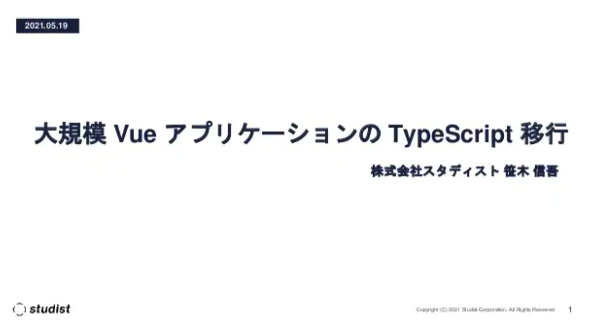 2021.05.19
大規模 Vue アプリケーションの TypeScript 移行
株式会社スタディスト 笹木 信吾
studist
Copyright (C) 2021 Studist Corporation. All Rights Reserved
1